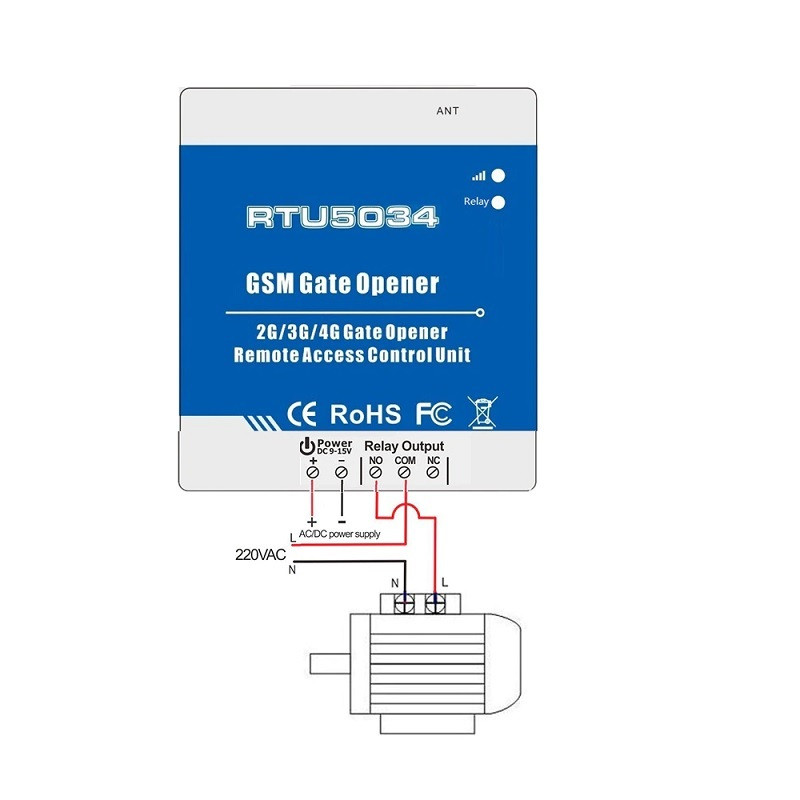 ANT
Relay
RTU5034
GSM Gate Opener
2G/3G/4G Gate Opener
Remote Access Control Unit
CE RoHS FC
Power Relay Output
DC 9-15V
+ - NO COM NC
+ -
AC/DC power supply
L
220VAC
N
N L